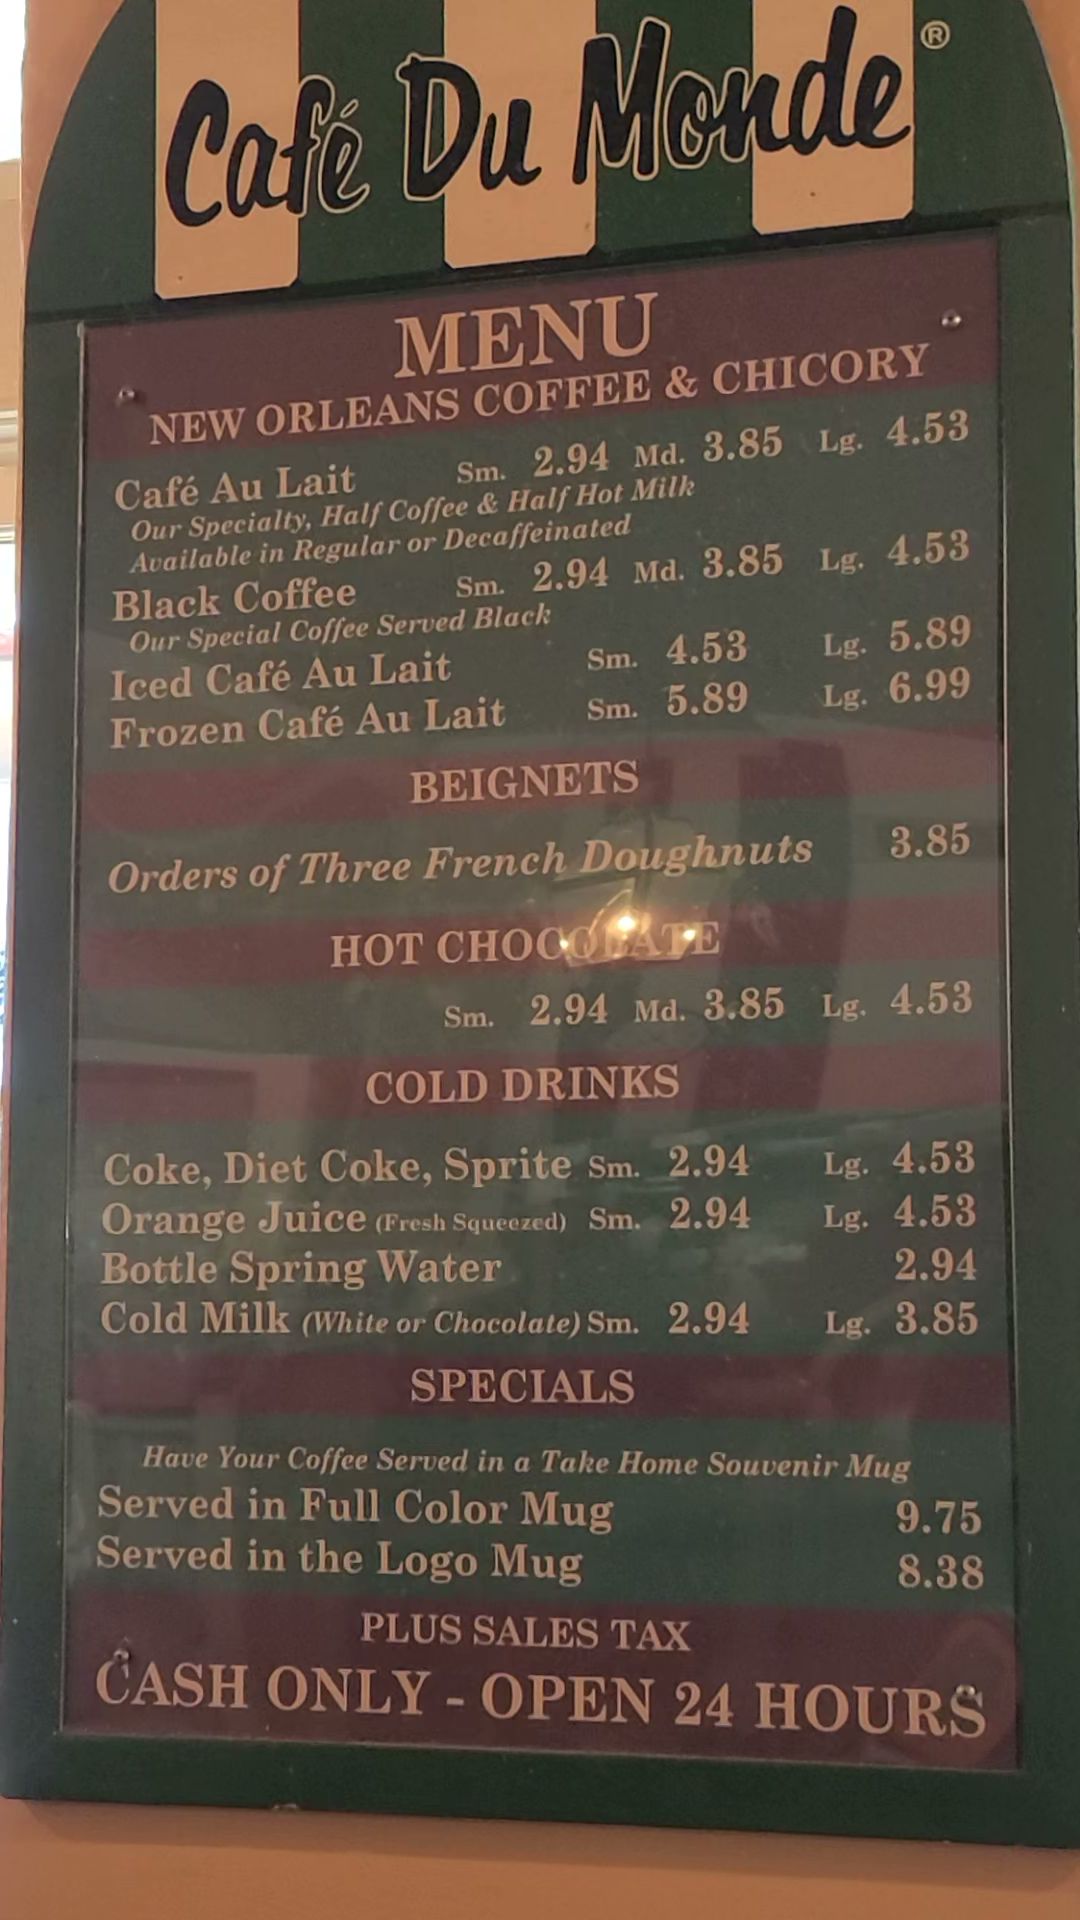 Café Du Monde®
MENU
NEW ORLEANS COFFEE & CHICORY
Café Au Lait Sm. 2.94 Md. 3.85 Lg. 4.53
Our Specialty, Half Coffee & Half Hot Milk
Available in Regular or Decaffeinated
Black Coffee Sm. 2.94 Md. 3.85 Lg. 4.53
Our Special Coffee Served Black
Iced Café Au Lait Sm. 4.53 Lg. 5.89
Frozen Café Au Lait Sm. 5.89 Lg. 6.99
BEIGNETS
Orders of Three French Doughnuts 3.85
HOT CHOCOLATE
Sm. 2.94 Md. 3.85 Lg. 4.53
COLD DRINKS
Coke, Diet Coke, Sprite Sm. 2.94 Lg. 4.53
Orange Juice (Fresh Squeezed) Sm. 2.94 Lg. 4.53
Bottle Spring Water 2.94
Cold Milk (White or Chocolate) Sm. 2.94 Lg. 3.85
SPECIALS
Have Your Coffee Served in a Take Home Souvenir Mug
Served in Full Color Mug 9.75
Served in the Logo Mug 8.38
PLUS SALES TAX
CASH ONLY - OPEN 24 HOURS